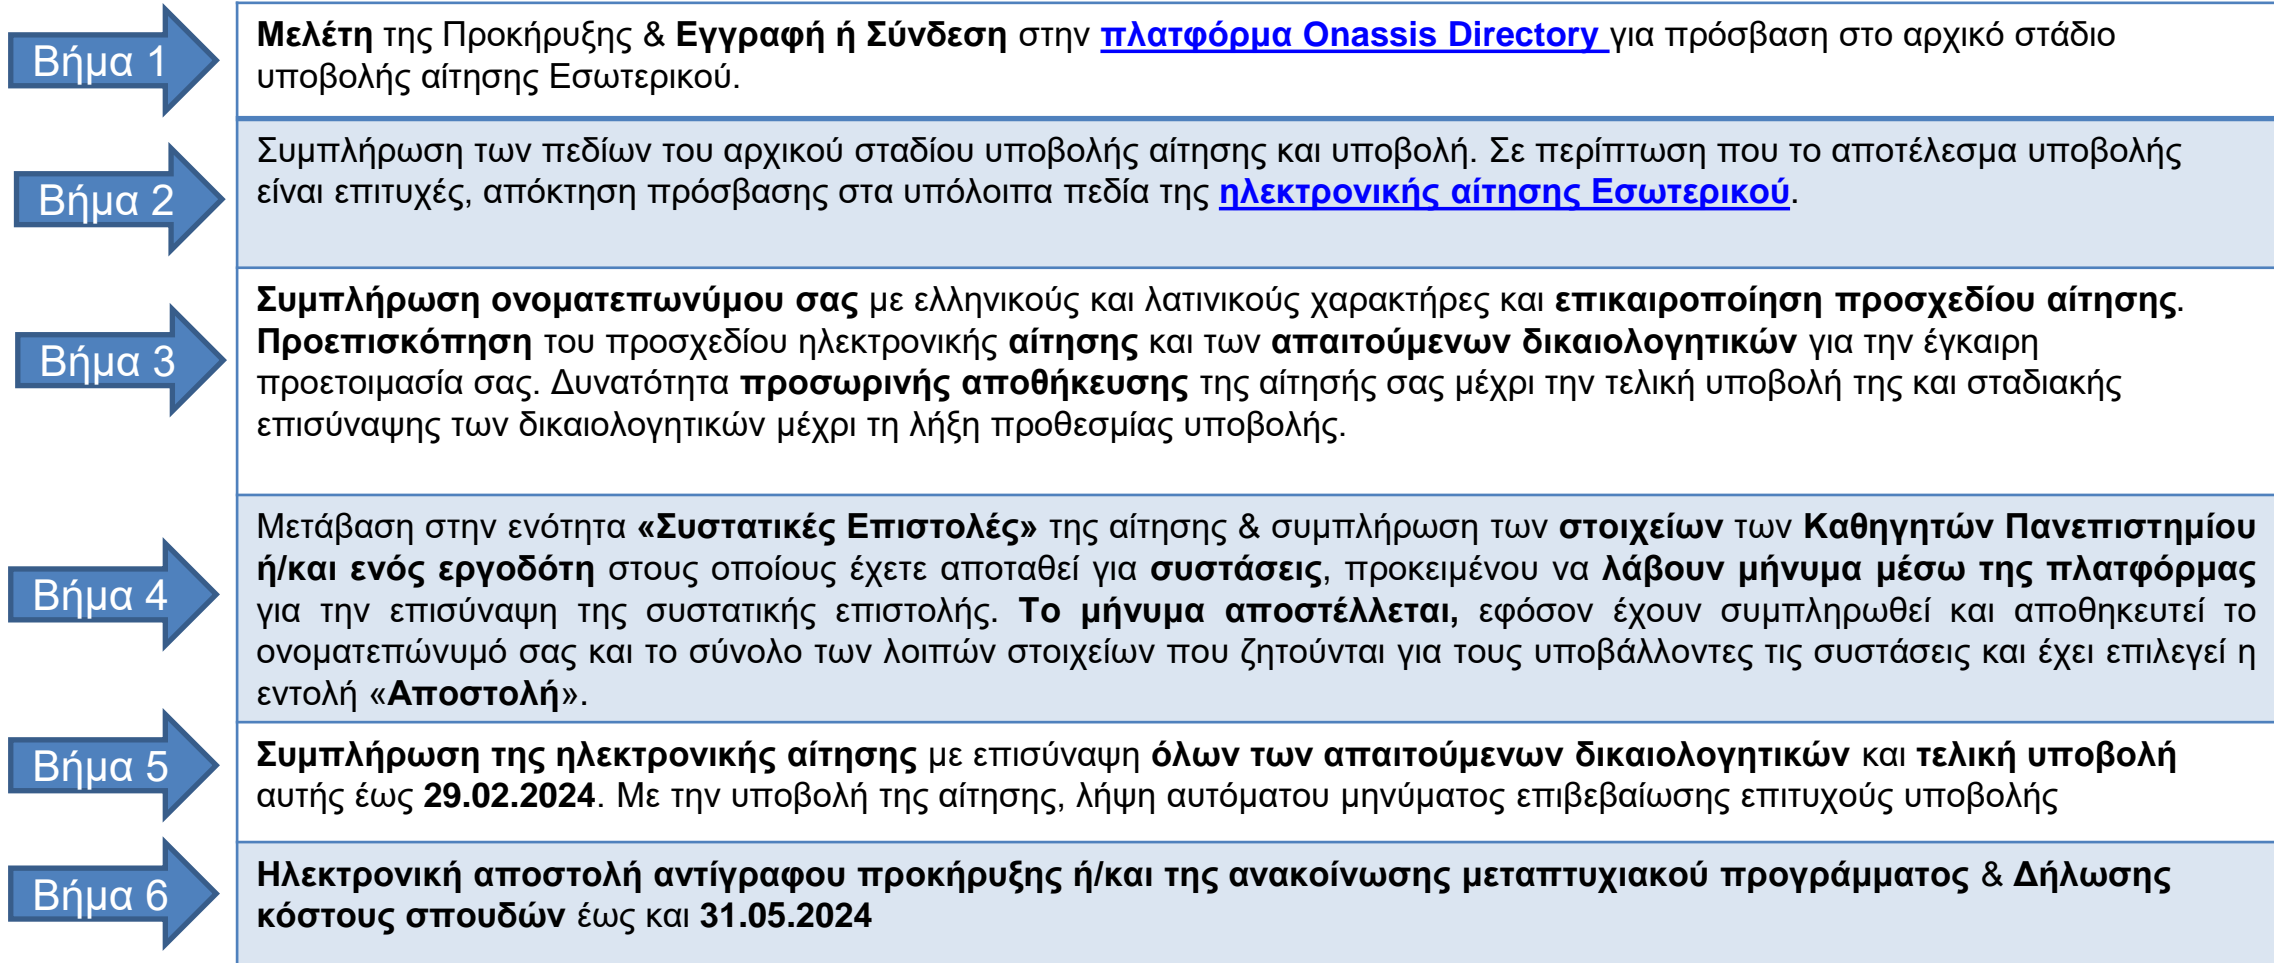 Βήμα 1
Μελέτη της Προκήρυξης & Εγγραφή ή Σύνδεση στην πλατφόρμα Onassis Directory για πρόσβαση στο αρχικό στάδιο
υποβολής αίτησης Εσωτερικού.
Βήμα 2
Συμπλήρωση των πεδίων του αρχικού σταδίου υποβολής αίτησης και υποβολή. Σε περίπτωση που το αποτέλεσμα υποβολής
είναι επιτυχές, απόκτηση πρόσβασης στα υπόλοιπα πεδία της ηλεκτρονικής αίτησης Εσωτερικού.
Βήμα 3
Συμπλήρωση ονοματεπωνύμου σας με ελληνικούς και λατινικούς χαρακτήρες και επικαιροποίηση προσχεδίου αίτησης.
Προεπισκόπηση του προσχεδίου ηλεκτρονικής αίτησης και των απαιτούμενων δικαιολογητικών για την έγκαιρη
προετοιμασία σας. Δυνατότητα προσωρινής αποθήκευσης της αίτησής σας μέχρι την τελική υποβολή της και σταδιακής
επισύναψης των δικαιολογητικών μέχρι τη λήξη προθεσμίας υποβολής.
Βήμα 4
Μετάβαση στην ενότητα «Συστατικές Επιστολές» της αίτησης & συμπλήρωση των στοιχείων των Καθηγητών Πανεπιστημίου
ή/και ενός εργοδότη στους οποίους έχετε αποταθεί για συστάσεις, προκειμένου να λάβουν μήνυμα μέσω της πλατφόρμας
για την επισύναψη της συστατικής επιστολής. Το μήνυμα αποστέλλεται, εφόσον έχουν συμπληρωθεί και αποθηκευτεί το
ονοματεπώνυμό σας και το σύνολο των λοιπών στοιχείων που ζητούνται για τους υποβάλλοντες τις συστάσεις και έχει επιλεγεί η
εντολή «Αποστολή».
Βήμα 5
Συμπλήρωση της ηλεκτρονικής αίτησης με επισύναψη όλων των απαιτούμενων δικαιολογητικών και τελική υποβολή
αυτής έως 29.02.2024. Με την υποβολή της αίτησης, λήψη αυτόματου μηνύματος επιβεβαίωσης επιτυχούς υποβολής
Βήμα 6
Ηλεκτρονική αποστολή αντίγραφου προκήρυξης ή/και της ανακοίνωσης μεταπτυχιακού προγράμματος & Δήλωσης
κόστους σπουδών έως και 31.05.2024